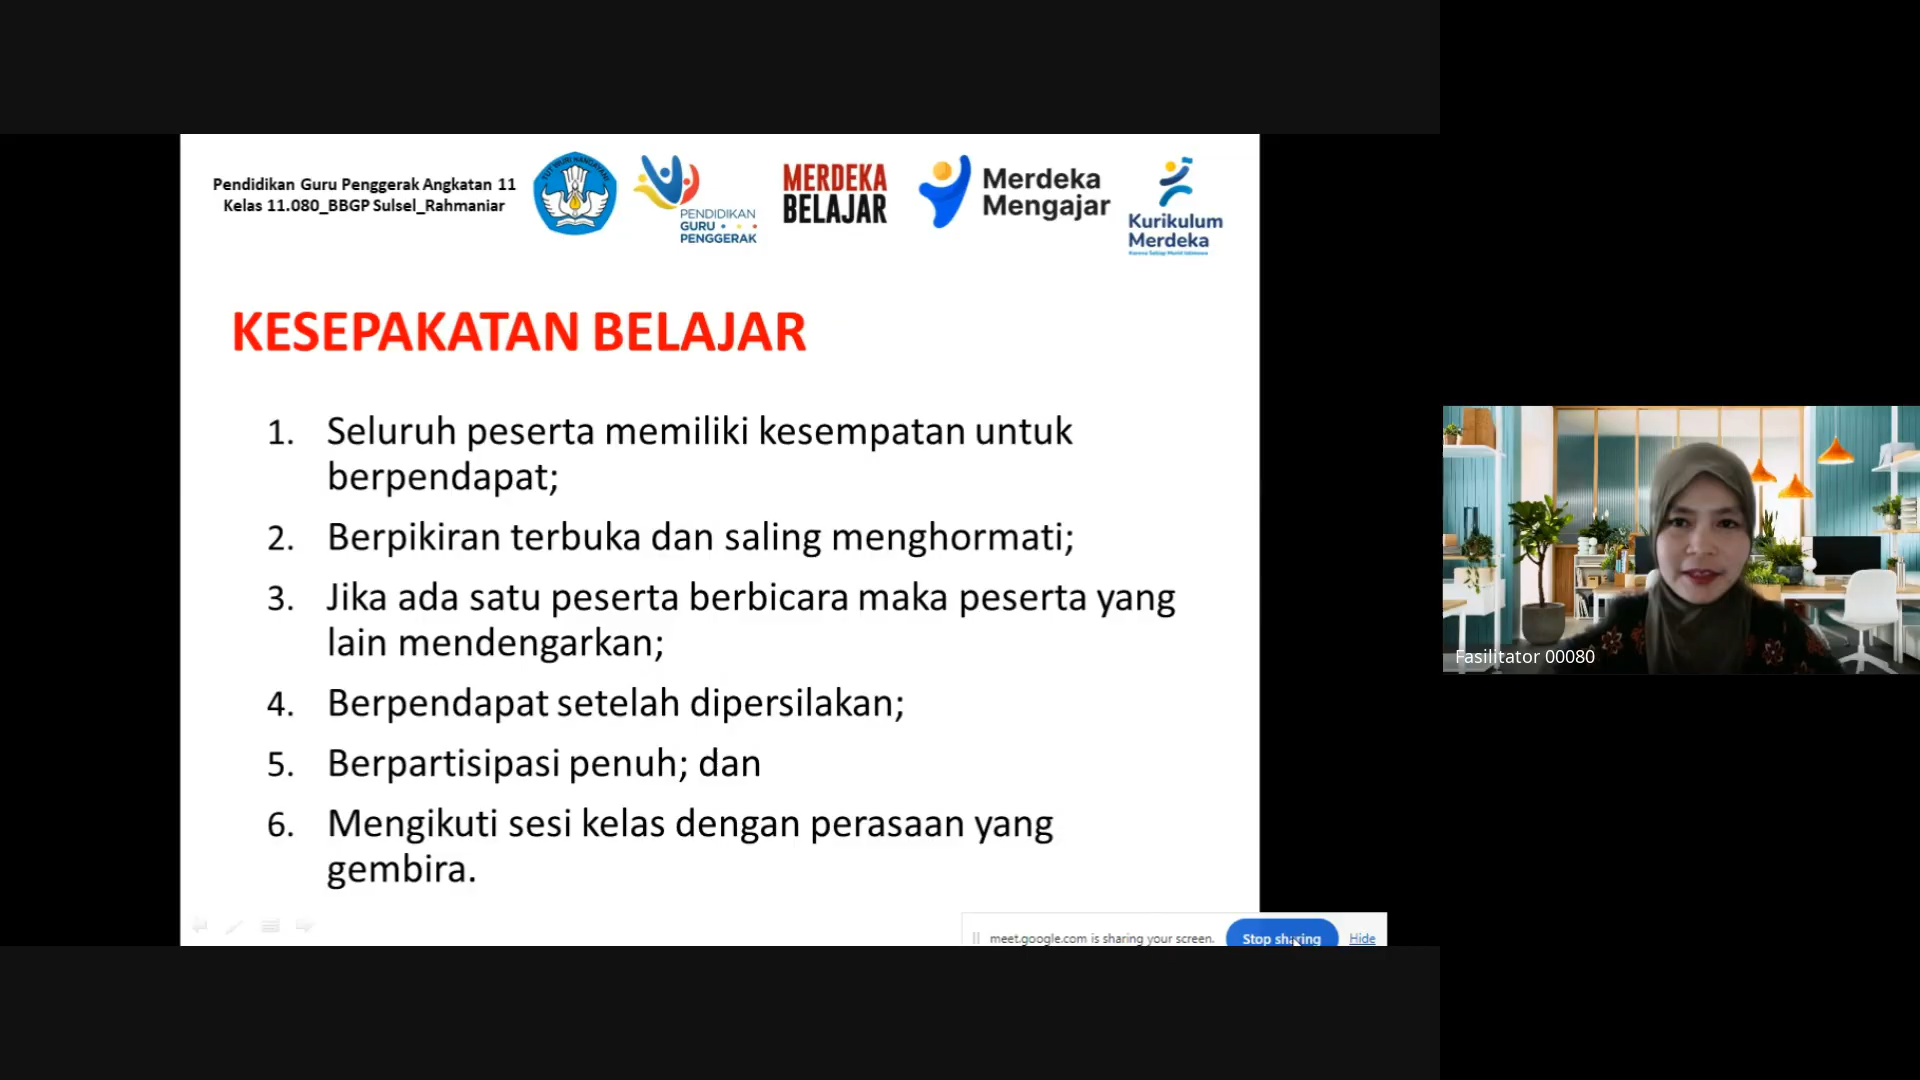 Pendidikan Guru Penggerak Angkatan 11
Kelas 11.080_BBGP Sulsel_Rahmaniar
TUT WURI HANDAYANI
PENDIDIKAN
GURU
PENGGERAK
MERDEKA
BELAJAR
Merdeka
Mengajar
Kurikulum
Merdeka
KESEPAKATAN BELAJAR
1. Seluruh peserta memiliki kesempatan untuk
berpendapat;
2. Berpikiran terbuka dan saling menghormati;
3. Jika ada satu peserta berbicara maka peserta yang
lain mendengarkan;
4. Berpendapat setelah dipersilakan;
5. Berpartisipasi penuh; dan
6. Mengikuti sesi kelas dengan perasaan yang
gembira.
meet.google.com is sharing your screen.
Stop sharing
Hide
Fasilitator 00080